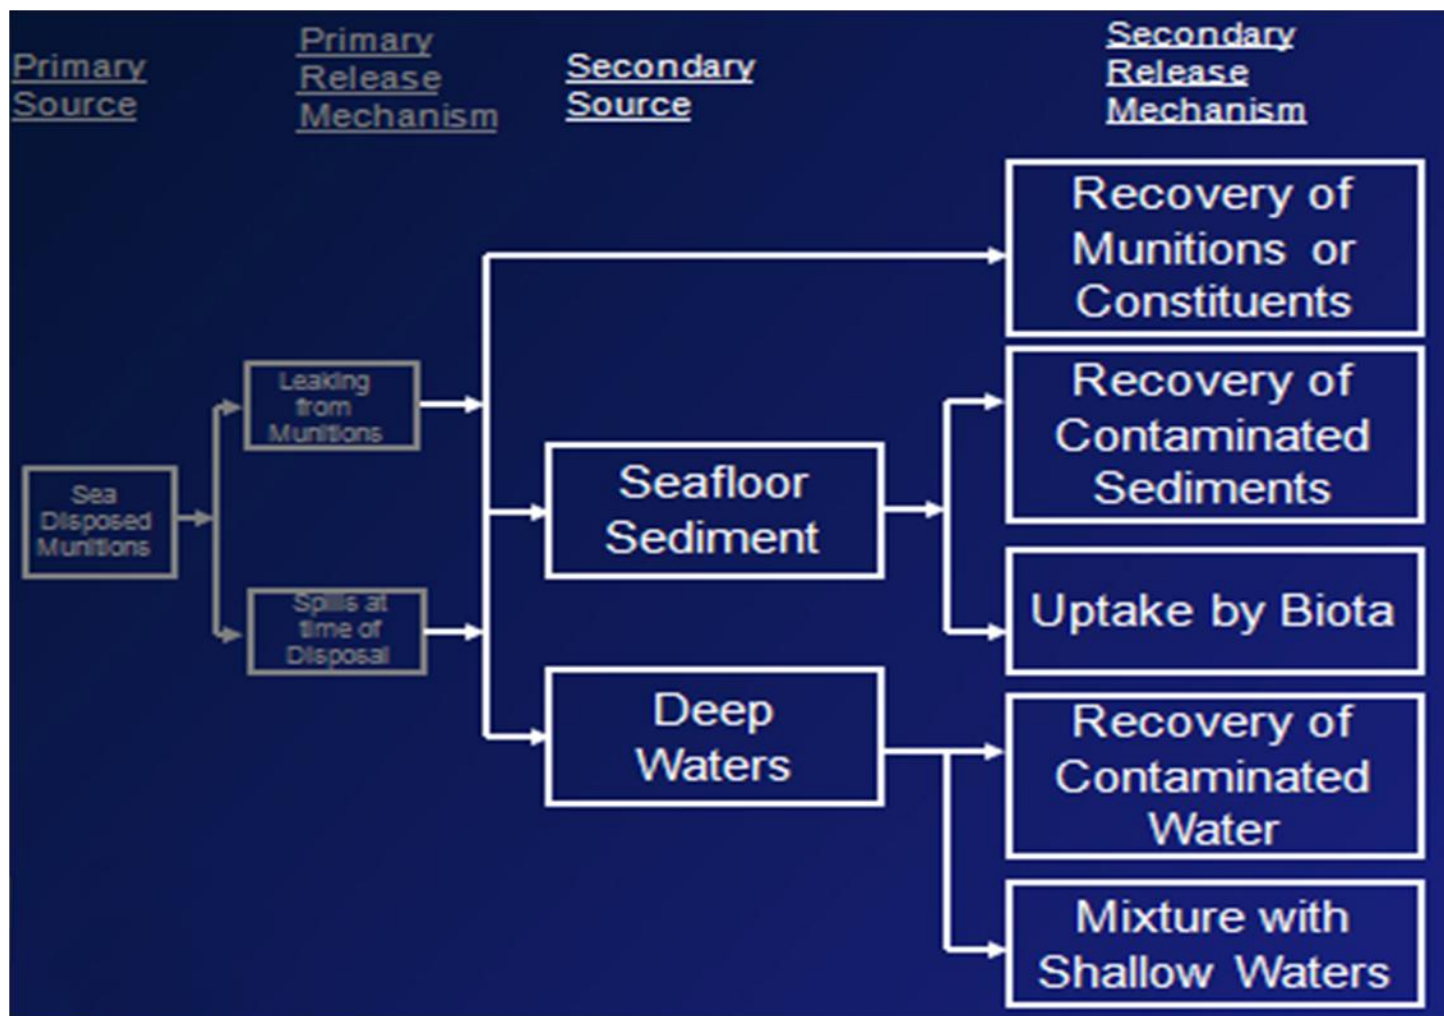 Primary
Source
Primary
Release
Mechanism
Secondary
Source
Secondary
Release
Mechanism
Sea
Disposed
Munitions
Leaking
from
Munitions
Spills at
time of
Disposal
Seafloor
Sediment
Deep
Waters
Recovery of
Munitions or
Constituents
Recovery of
Contaminated
Sediments
Uptake by Biota
Recovery of
Contaminated
Water
Mixture with
Shallow Waters